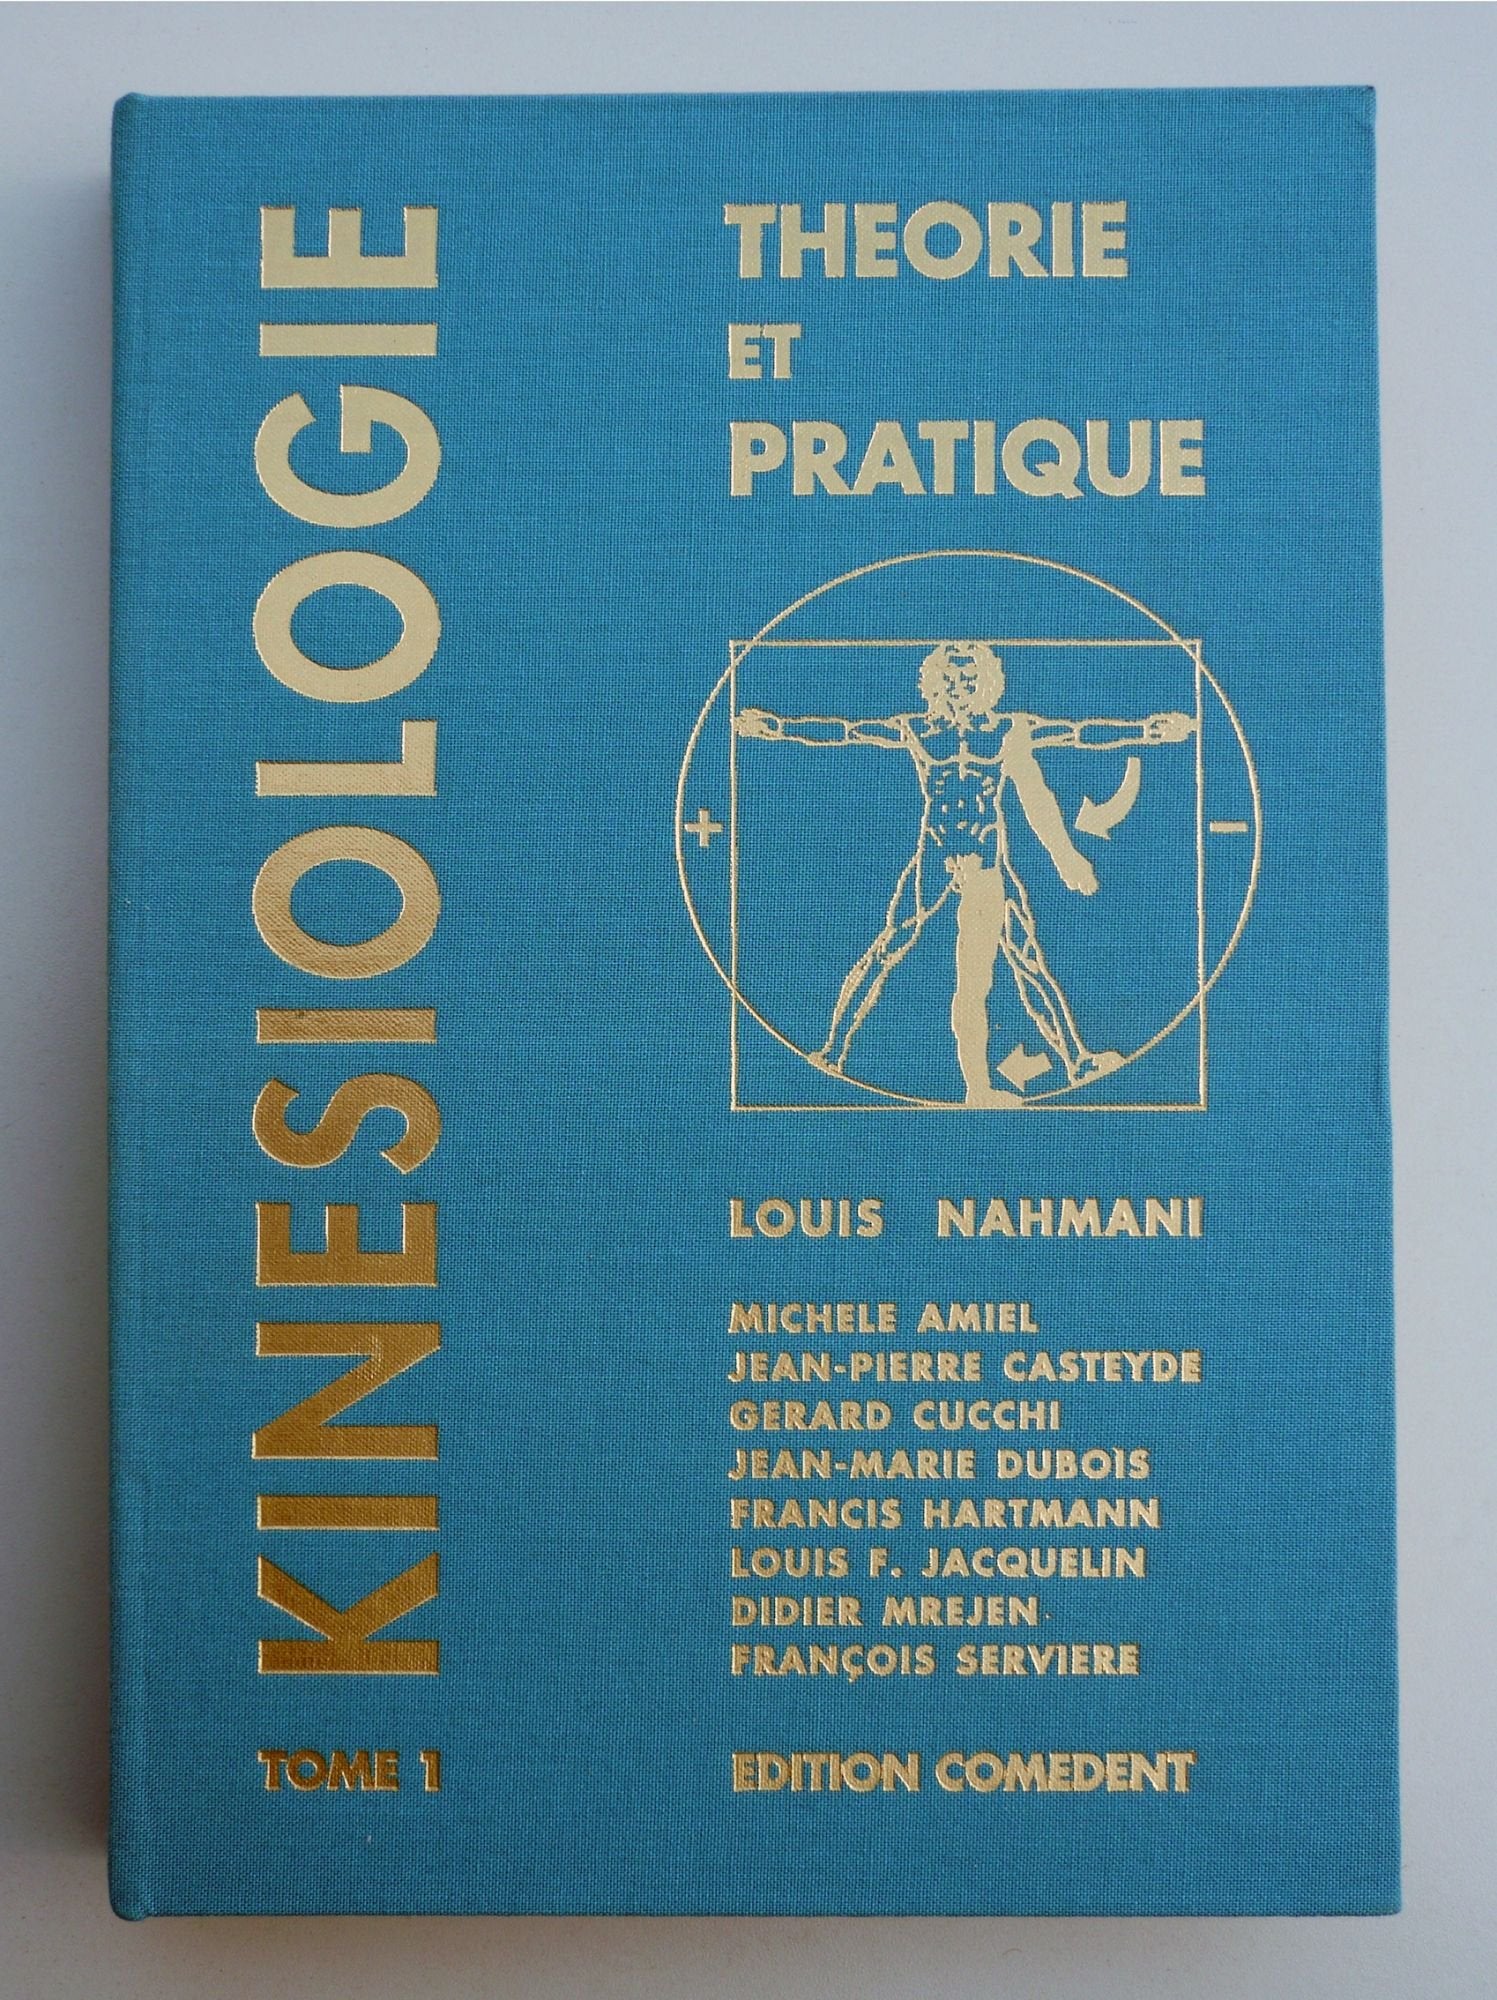 KINESIOLOGIE
TOME 1
THEORIE
ET
PRATIQUE
+
−
LOUIS NAHMANI
MICHELE AMIEL
JEAN-PIERRE CASTEYDE
GERARD CUCCHI
JEAN-MARIE DUBOIS
FRANCIS HARTMANN
LOUIS F. JACQUELIN
DIDIER MREJEN
FRANÇOIS SERVIERE
EDITION COMEDENT